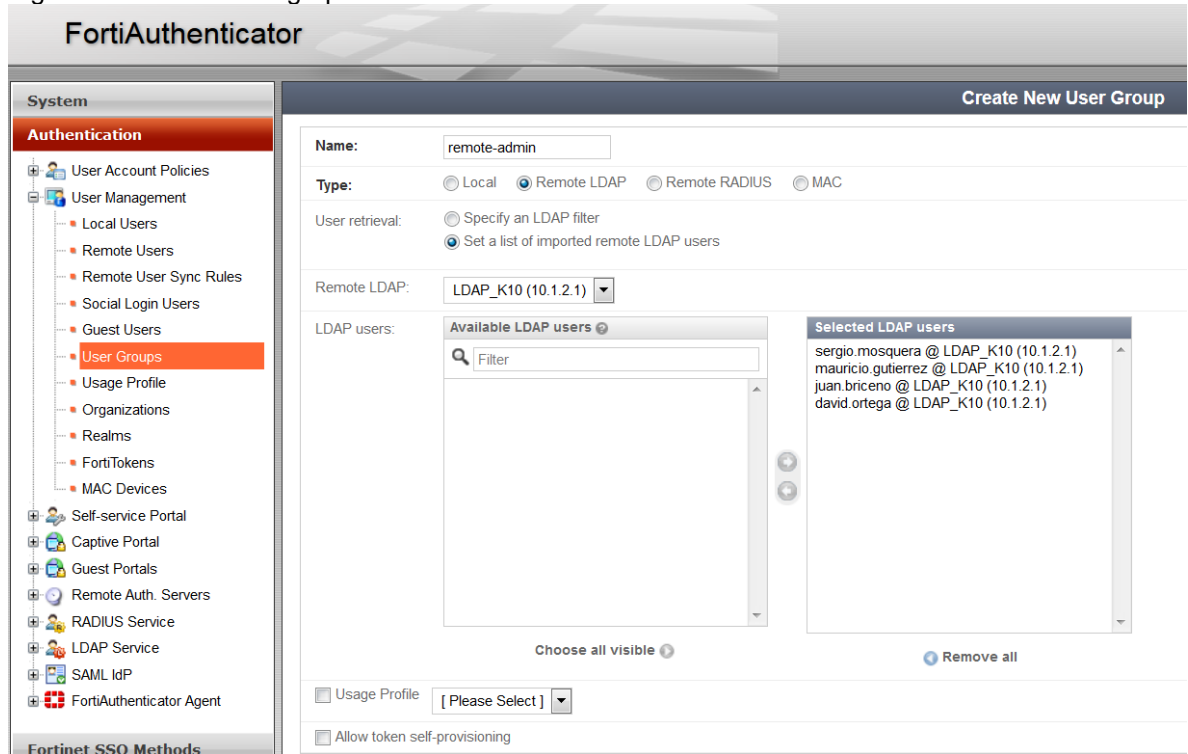 FortiAuthenticator
System
Authentication
User Account Policies
User Management
Local Users
Remote Users
Remote User Sync Rules
Social Login Users
Guest Users
User Groups
Usage Profile
Organizations
Realms
FortiTokens
MAC Devices
Self-service Portal
Captive Portal
Guest Portals
Remote Auth. Servers
RADIUS Service
LDAP Service
SAML IdP
FortiAuthenticator Agent
Fortinet SSO Methods
Create New User Group
Name: remote-admin
Type: Local Remote LDAP Remote RADIUS MAC
User retrieval: Specify an LDAP filter
Set a list of imported remote LDAP users
Remote LDAP: LDAP_K10 (10.1.2.1)
LDAP users: Available LDAP users
Filter
Choose all visible
Selected LDAP users
sergio.mosquera @ LDAP_K10 (10.1.2.1)
mauricio.gutierrez @ LDAP_K10 (10.1.2.1)
juan.briceno @ LDAP_K10 (10.1.2.1)
david.ortega @ LDAP_K10 (10.1.2.1)
Remove all
Usage Profile [ Please Select ]
Allow token self-provisioning